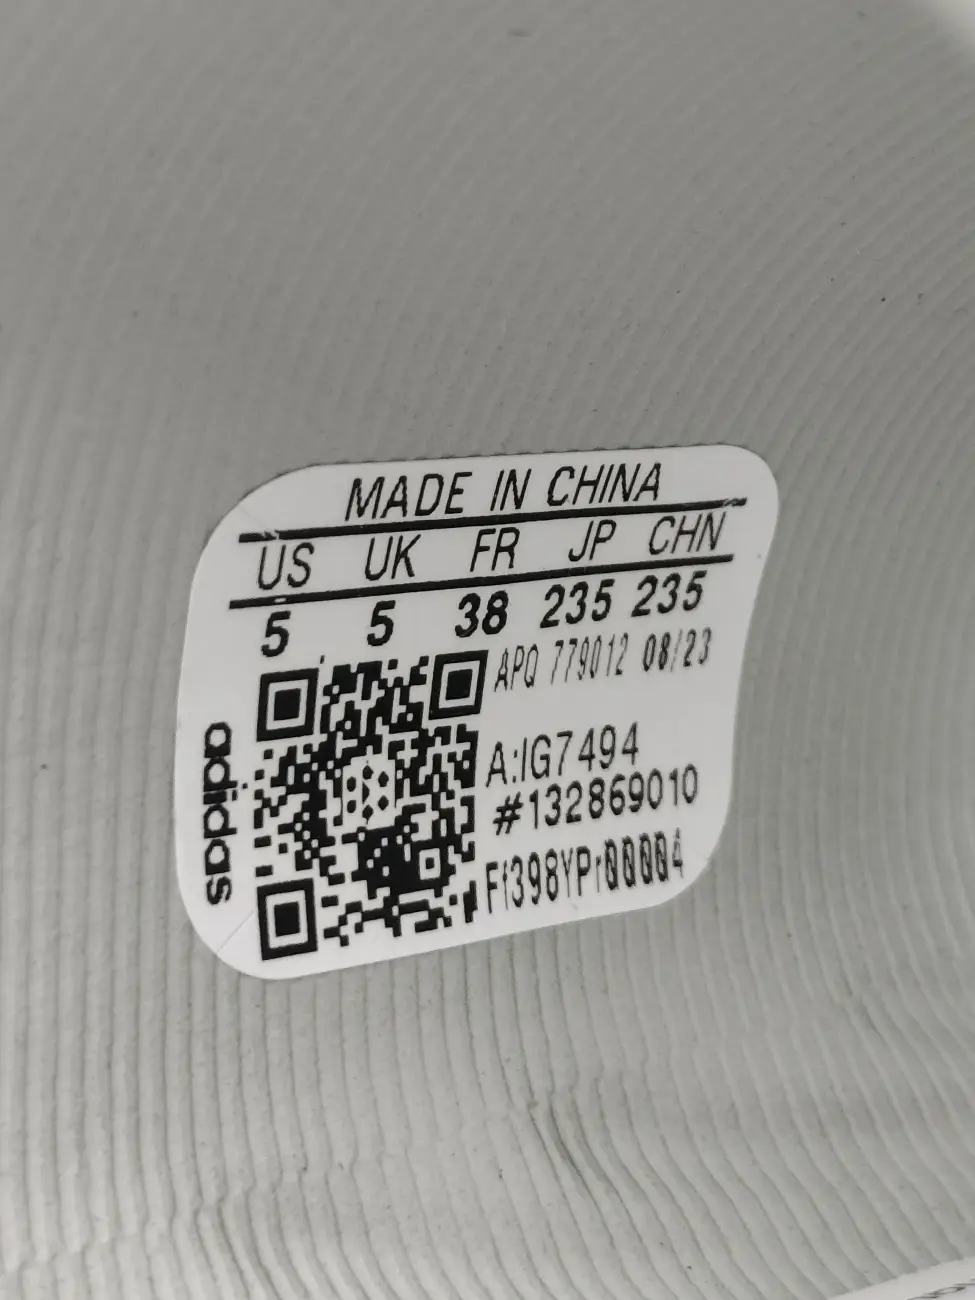 MADE IN CHINA
US UK FR JP CHN
5 5 38 235 235
APQ 779012 08/23
A:IG7494
#132869010
Ff398YPr00004
adidas